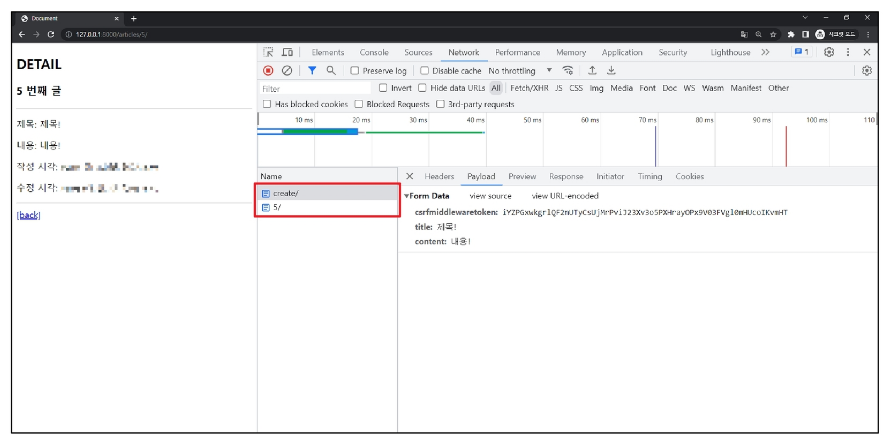 Document
127.0.0.1:8000/articles/5/
시크릿 모드
DETAIL
5 번째 글
제목: 제목!
내용: 내용!
작성 시각:
수정 시각:
[back]
Elements Console Sources Network Performance Memory Application Security Lighthouse 1
Preserve log Disable cache No throttling
Filter Invert Hide data URLs All Fetch/XHR JS CSS Img Media Font Doc WS Wasm Manifest Other
Has blocked cookies Blocked Requests 3rd-party requests
10 ms 20 ms 30 ms 40 ms 50 ms 60 ms 70 ms 80 ms 90 ms 100 ms 110
Name
create/
5/
Headers Payload Preview Response Initiator Timing Cookies
Form Data view source view URL-encoded
csrfmiddlewaretoken:
title: 제목!
content: 내용!